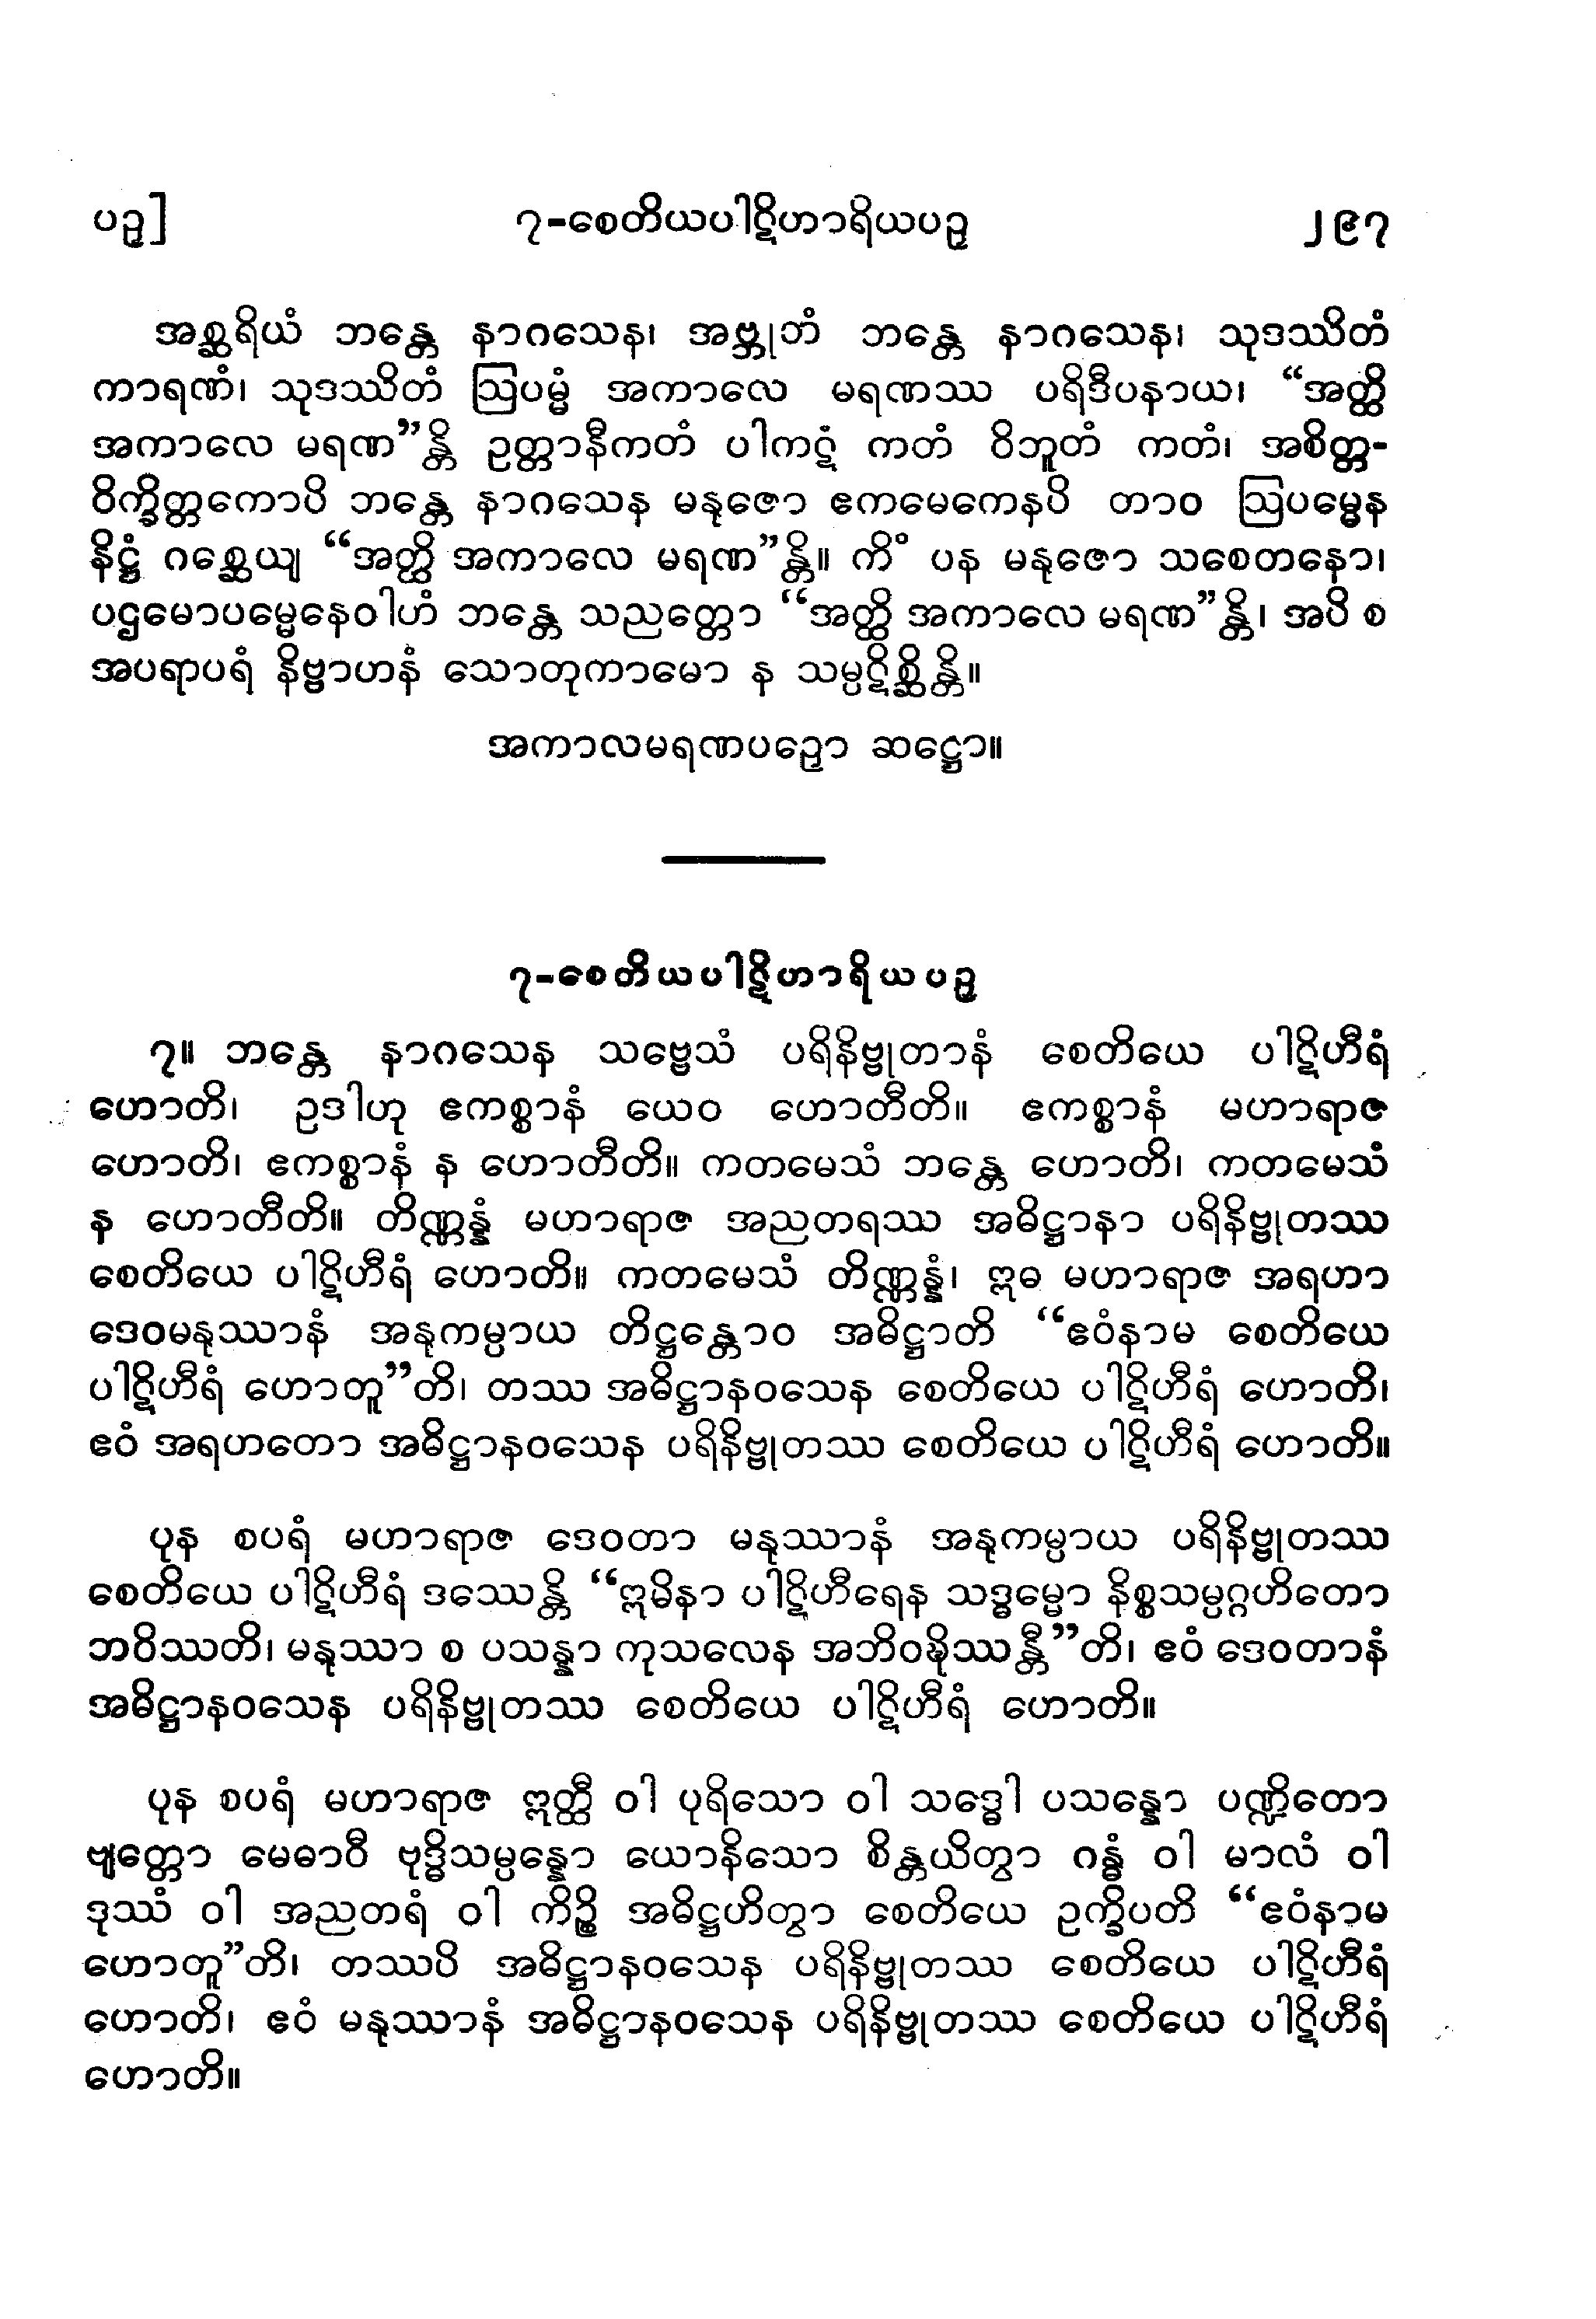 ပဥှ]	၇-စေတိယပါဋိဟာရိယပဥှ	၂၉၇
အစ္ဆရိယံ ဘန္တေ နာဂသေန၊ အဗ္ဘုဘံ ဘန္တေ နာဂသေန၊ သုဒဿိတံ
ကာရဏံ၊ သုဒဿိတံ ဩပမ္မံ အကာလေ မရဏဿ ပရိဒီပနာယ၊ “အတ္ထိ
အကာလေ မရဏ”န္တိ ဥတ္တာနီကတံ ပါကဋံ ကတံ ဝိဘူတံ ကတံ၊ အစိတ္တ-
ဝိက္ခိတ္တကောပိ ဘန္တေ နာဂသေန မနုဇော ဧကမေကေနပိ တာဝ ဩပမ္မေန
နိဋ္ဌံ ဂစ္ဆေယျ “အတ္ထိ အကာလေ မရဏ”န္တိ။ ကိံ ပန မနုဇော သစေတနော၊
ပဌမောပမ္မေနေဝါဟံ ဘန္တေ သညတ္တော “အတ္ထိ အကာလေ မရဏ”န္တိ၊ အပိ စ
အပရာပရံ နိဗ္ဗာဟနံ သောတုကာမော န သမ္ပဋိစ္ဆိန္တိ။
အကာလမရဏပဥှော ဆဋ္ဌော။
၇-စေတိယပါဋိဟာရိယပဥှ
၇။ ဘန္တေ နာဂသေန သဗ္ဗေသံ ပရိနိဗ္ဗုတာနံ စေတိယေ ပါဋိဟီရံ
ဟောတိ၊ ဥဒါဟု ဧကစ္စာနံ ယေဝ ဟောတီတိ။ ဧကစ္စာနံ မဟာရာဇ
ဟောတိ၊ ဧကစ္စာနံ န ဟောတီတိ။ ကတမေသံ ဘန္တေ ဟောတိ၊ ကတမေသံ
န ဟောတီတိ။ တိဏ္ဏန္နံ မဟာရာဇ အညတရဿ အဓိဋ္ဌာနာ ပရိနိဗ္ဗုတဿ
စေတိယေ ပါဋိဟီရံ ဟောတိ။ ကတမေသံ တိဏ္ဏန္နံ၊ ဣဓ မဟာရာဇ အရဟာ
ဒေဝမနုဿာနံ အနုကမ္ပာယ တိဋ္ဌန္တောဝ အဓိဋ္ဌာတိ “ဧဝံနာမ စေတိယေ
ပါဋိဟီရံ ဟောတူ”တိ၊ တဿ အဓိဋ္ဌာနဝသေန စေတိယေ ပါဋိဟီရံ ဟောတိ၊
ဧဝံ အရဟတော အဓိဋ္ဌာနဝသေန ပရိနိဗ္ဗုတဿ စေတိယေ ပါဋိဟီရံ ဟောတိ။
ပုန စပရံ မဟာရာဇ ဒေဝတာ မနုဿာနံ အနုကမ္ပာယ ပရိနိဗ္ဗုတဿ
စေတိယေ ပါဋိဟီရံ ဒဿေန္တိ “ဣမိနာ ပါဋိဟီရေန သဒ္ဓမ္မော နိစ္စသမ္ပဂ္ဂဟိတော
ဘဝိဿတိ၊ မနုဿာ စ ပသန္နာ ကုသလေန အဘိဝဍ္ဎိဿန္တီ”တိ၊ ဧဝံ ဒေဝတာနံ
အဓိဋ္ဌာနဝသေန ပရိနိဗ္ဗုတဿ စေတိယေ ပါဋိဟီရံ ဟောတိ။
ပုန စပရံ မဟာရာဇ ဣတ္ထီ ဝါ ပုရိသော ဝါ သဒ္ဓေါ ပသန္နော ပဏ္ဍိတော
ဗျတ္တော မေဓာဝီ ဗုဒ္ဓိသမ္ပန္နော ယောနိသော စိန္တယိတွာ ဂန္ဓံ ဝါ မာလံ ဝါ
ဒုဿံ ဝါ အညတရံ ဝါ ကိဉ္စိ အဓိဋ္ဌဟိတွာ စေတိယေ ဥက္ခိပတိ “ဧဝံနာမ
ဟောတူ”တိ၊ တဿပိ အဓိဋ္ဌာနဝသေန ပရိနိဗ္ဗုတဿ စေတိယေ ပါဋိဟီရံ
ဟောတိ၊ ဧဝံ မနုဿာနံ အဓိဋ္ဌာနဝသေန ပရိနိဗ္ဗုတဿ စေတိယေ ပါဋိဟီရံ
ဟောတိ။